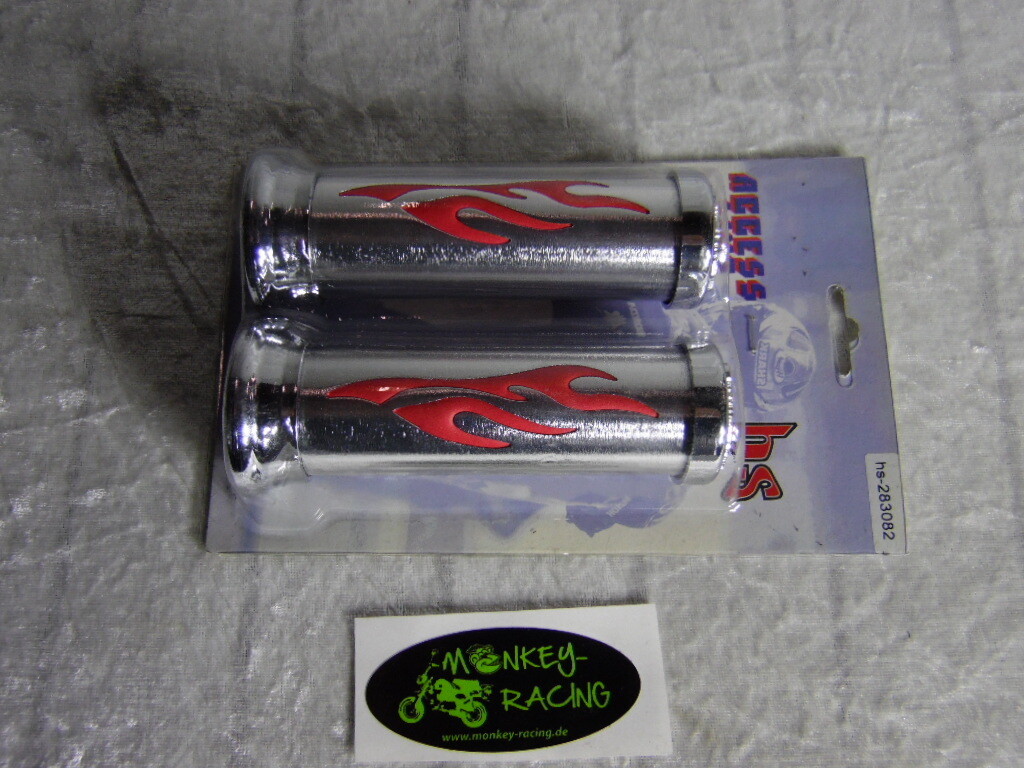 hs
hs-283082
MONKEY-
RACING
www.monkey-racing.de